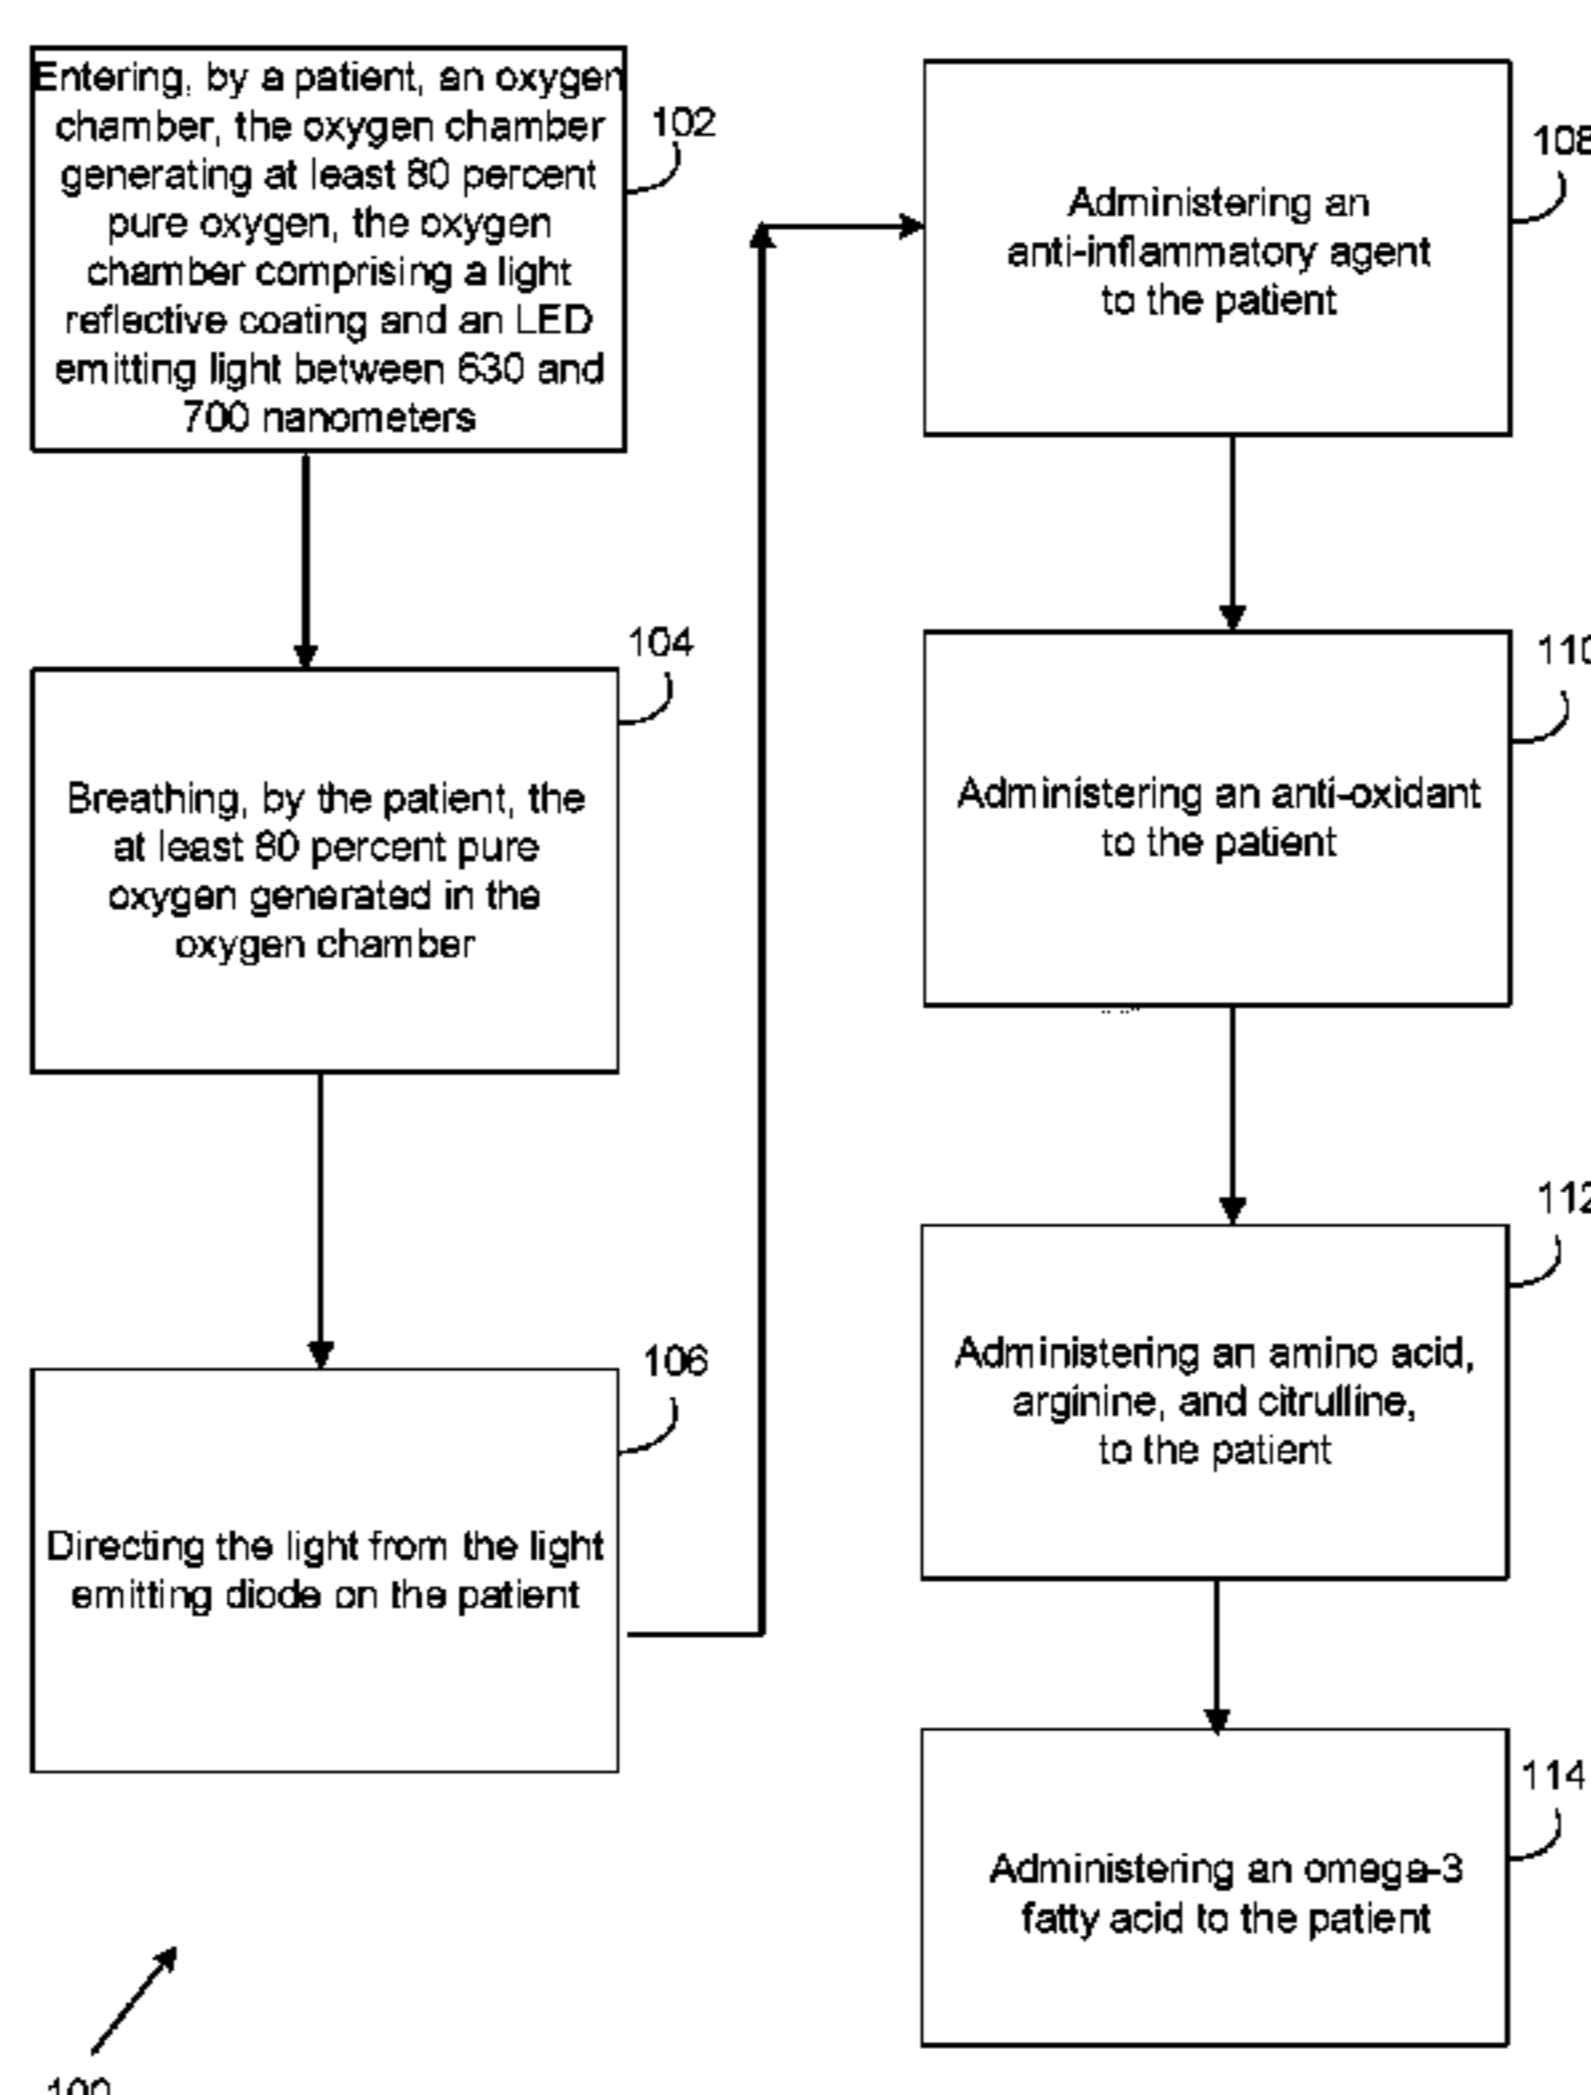 Entering, by a patient, an oxygen
chamber, the oxygen chamber
generating at least 80 percent
pure oxygen, the oxygen
chamber comprising a light
reflective coating and an LED
emitting light between 630 and
700 nanometers
102
104
Breathing, by the patient, the
at least 80 percent pure
oxygen generated in the
oxygen chamber
106
Directing the light from the light
emitting diode on the patient
108
Administering an
anti-inflammatory agent
to the patient
110
Administering an anti-oxidant
to the patient
112
Administering an amino acid,
arginine, and citrulline,
to the patient
114
Administering an omega-3
fatty acid to the patient
100